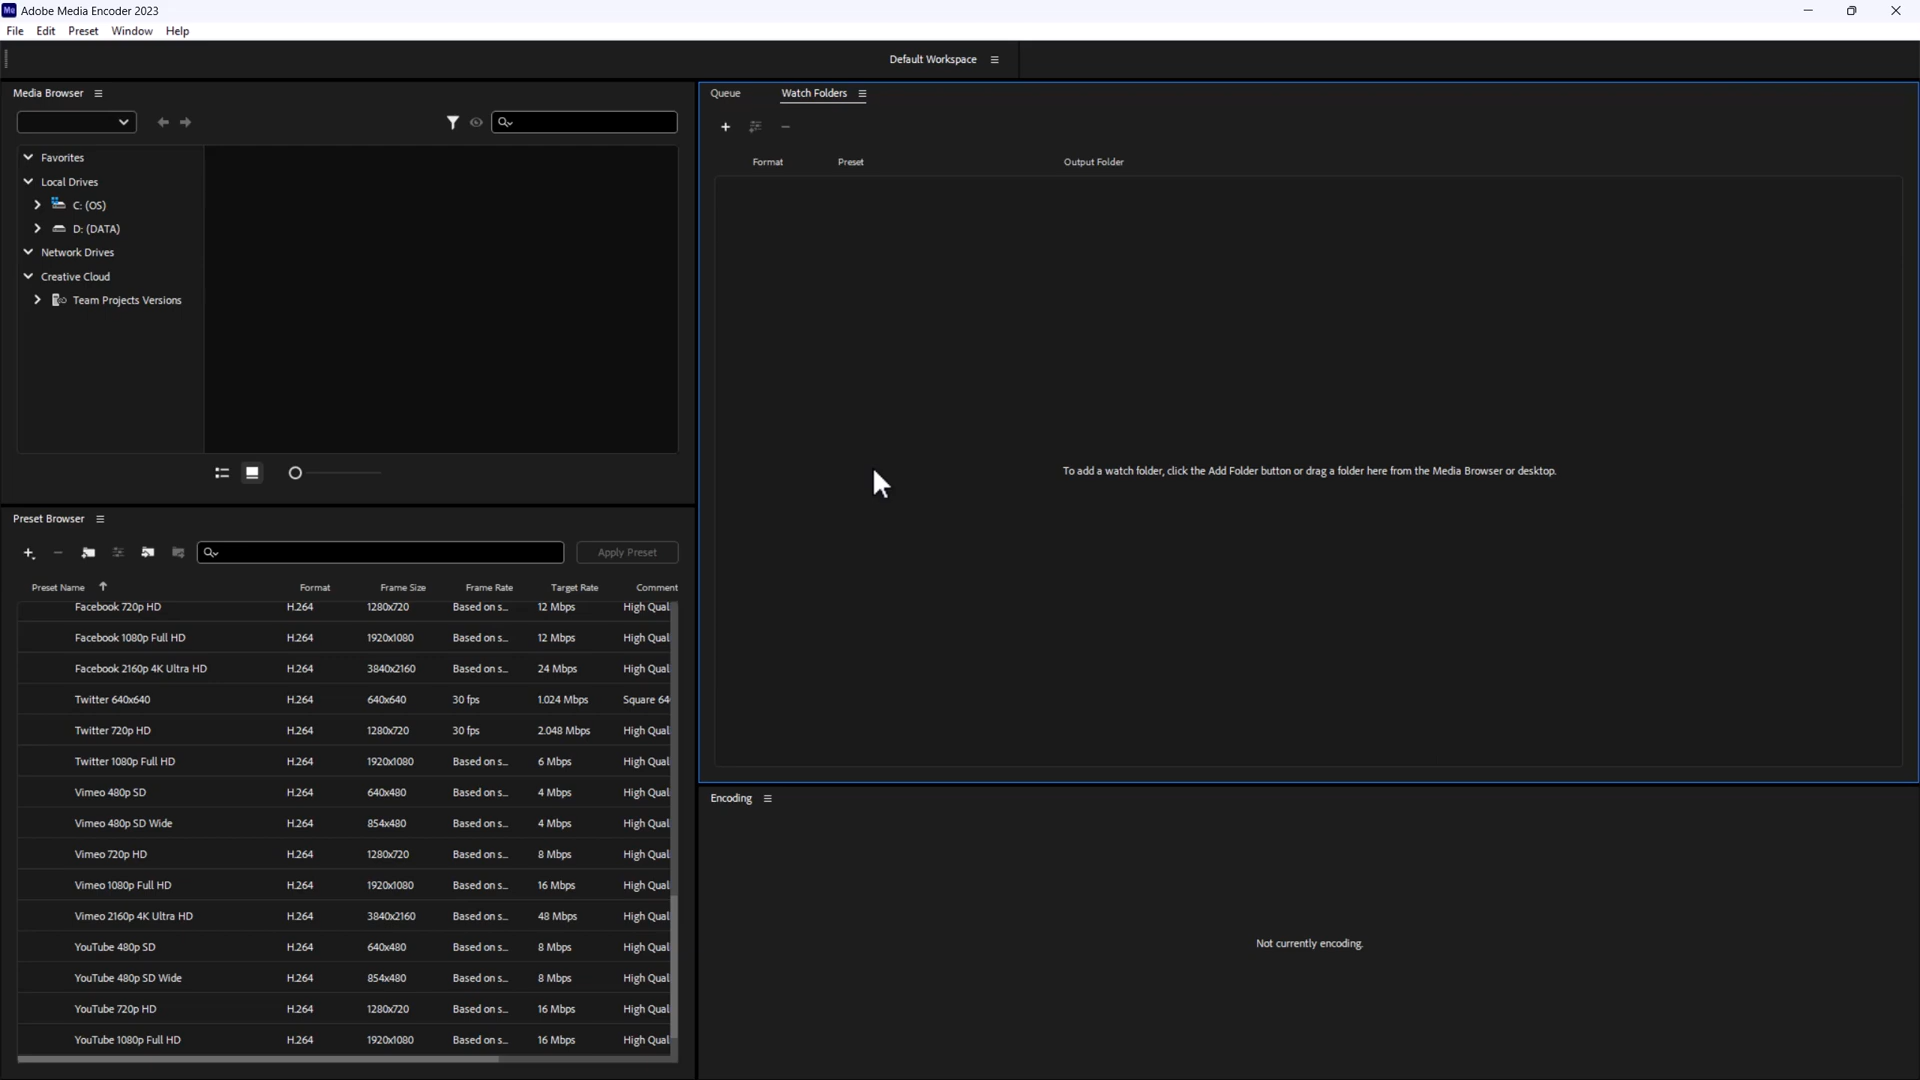 Adobe Media Encoder 2023
File Edit Preset Window Help
Default Workspace
Media Browser
Favorites
Local Drives
C: (OS)
D: (DATA)
Network Drives
Creative Cloud
Team Projects Versions
Queue Watch Folders
Format Preset Output Folder
To add a watch folder, click the Add Folder button or drag a folder here from the Media Browser or desktop.
Preset Browser
Apply Preset
Preset Name Format Frame Size Frame Rate Target Rate Comment
Facebook 720p HD H.264 1280x720 Based on s... 12 Mbps High Qual
Facebook 1080p Full HD H.264 1920x1080 Based on s... 12 Mbps High Qual
Facebook 2160p 4K Ultra HD H.264 3840x2160 Based on s... 24 Mbps High Qual
Twitter 640x640 H.264 640x640 30 fps 1.024 Mbps Square 64
Twitter 720p HD H.264 1280x720 30 fps 2.048 Mbps High Qual
Twitter 1080p Full HD H.264 1920x1080 Based on s... 6 Mbps High Qual
Vimeo 480p SD H.264 640x480 Based on s... 4 Mbps High Qual
Vimeo 480p SD Wide H.264 854x480 Based on s... 4 Mbps High Qual
Vimeo 720p HD H.264 1280x720 Based on s... 8 Mbps High Qual
Vimeo 1080p Full HD H.264 1920x1080 Based on s... 16 Mbps High Qual
Vimeo 2160p 4K Ultra HD H.264 3840x2160 Based on s... 48 Mbps High Qual
YouTube 480p SD H.264 640x480 Based on s... 8 Mbps High Qual
YouTube 480p SD Wide H.264 854x480 Based on s... 8 Mbps High Qual
YouTube 720p HD H.264 1280x720 Based on s... 16 Mbps High Qual
YouTube 1080p Full HD H.264 1920x1080 Based on s... 16 Mbps High Qual
Encoding
Not currently encoding.